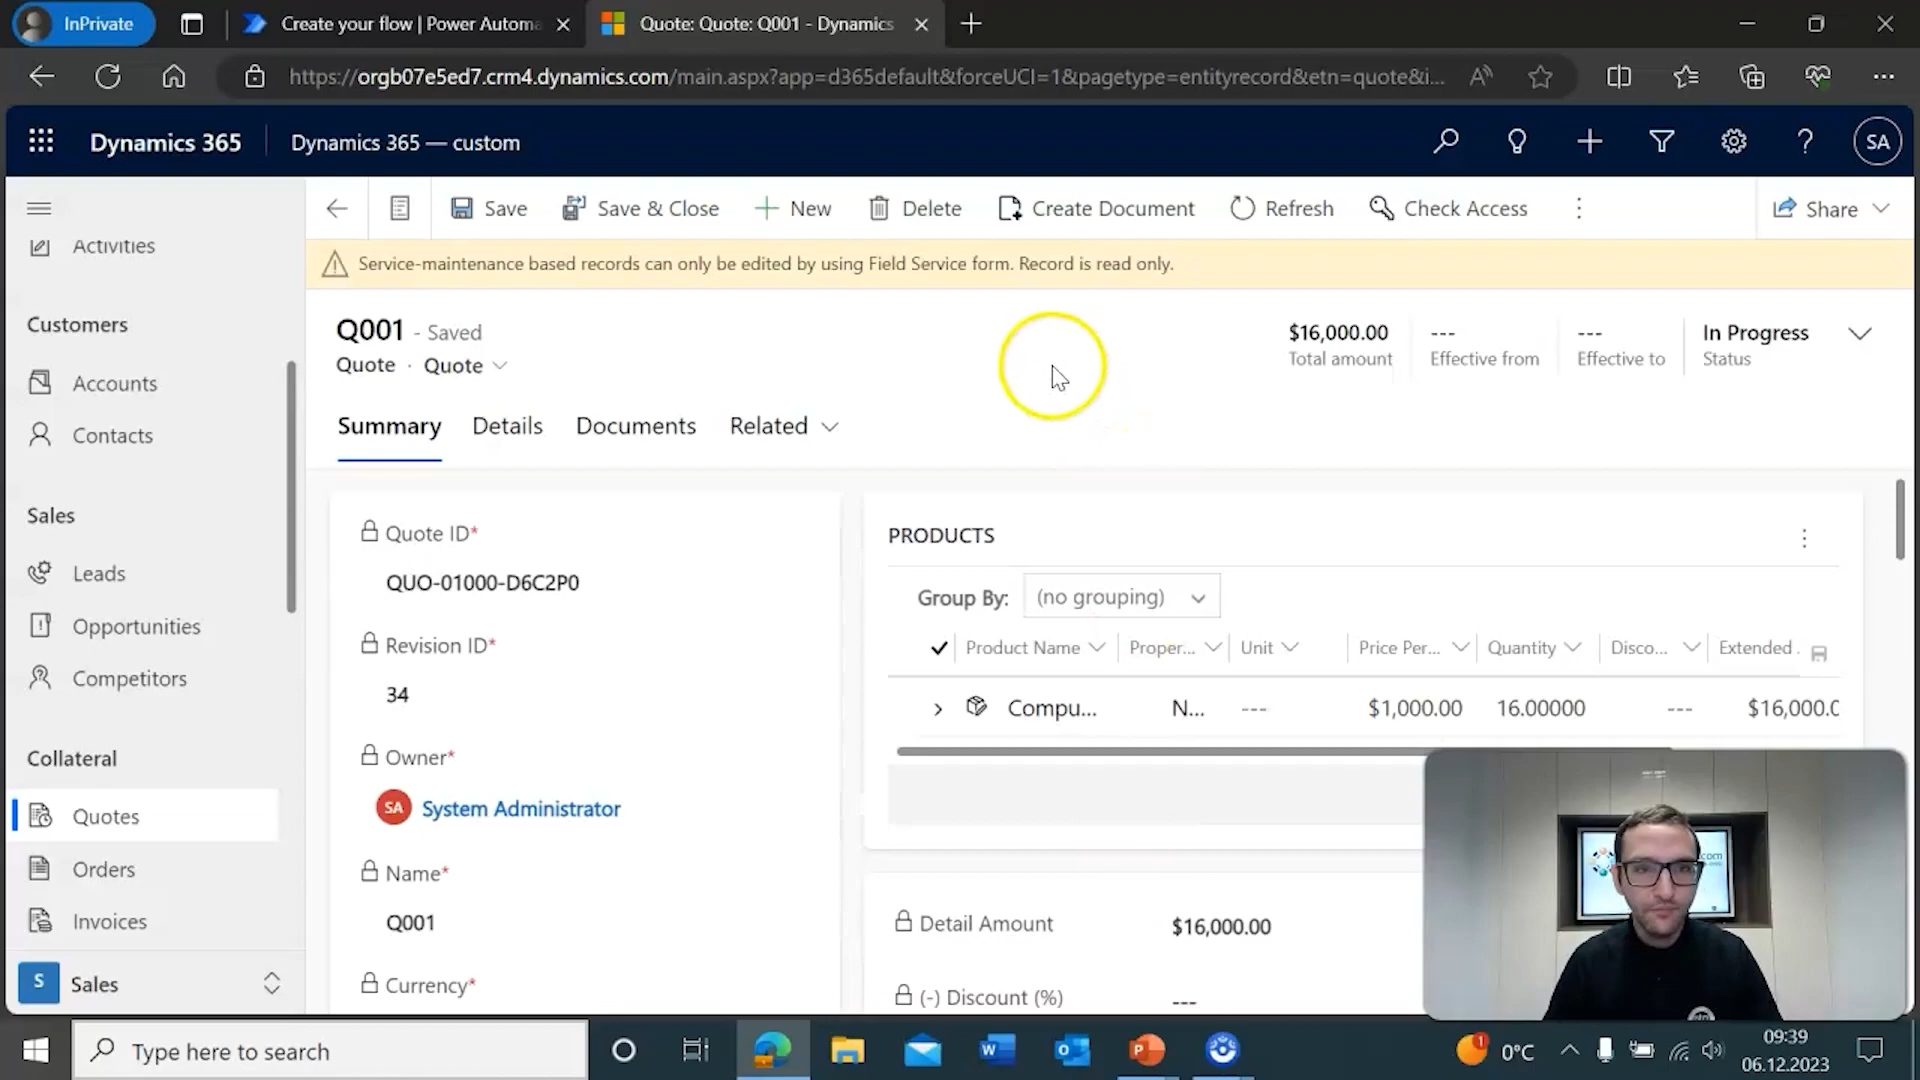 InPrivate
Create your flow | Power Automa
Quote: Quote: Q001 - Dynamics
https://orgb07e5ed7.crm4.dynamics.com/main.aspx?app=d365default&forceUCI=1&pagetype=entityrecord&etn=quote&i...
Dynamics 365
Dynamics 365 — custom
SA
Save
Save & Close
New
Delete
Create Document
Refresh
Check Access
Share
Service-maintenance based records can only be edited by using Field Service form. Record is read only.
Activities
Customers
Accounts
Contacts
Sales
Leads
Opportunities
Competitors
Collateral
Quotes
Orders
Invoices
S
Sales
Q001 - Saved
Quote · Quote
$16,000.00
Total amount
---
Effective from
---
Effective to
In Progress
Status
Summary
Details
Documents
Related
Quote ID*
QUO-01000-D6C2P0
Revision ID*
34
Owner*
SA
System Administrator
Name*
Q001
Currency*
PRODUCTS
Group By:
(no grouping)
Product Name
Proper...
Unit
Price Per...
Quantity
Disco...
Extended .
Compu...
N...
---
$1,000.00
16.00000
---
$16,000.0
Detail Amount
$16,000.00
(-) Discount (%)
---
com
Type here to search
1
0°C
09:39
06.12.2023